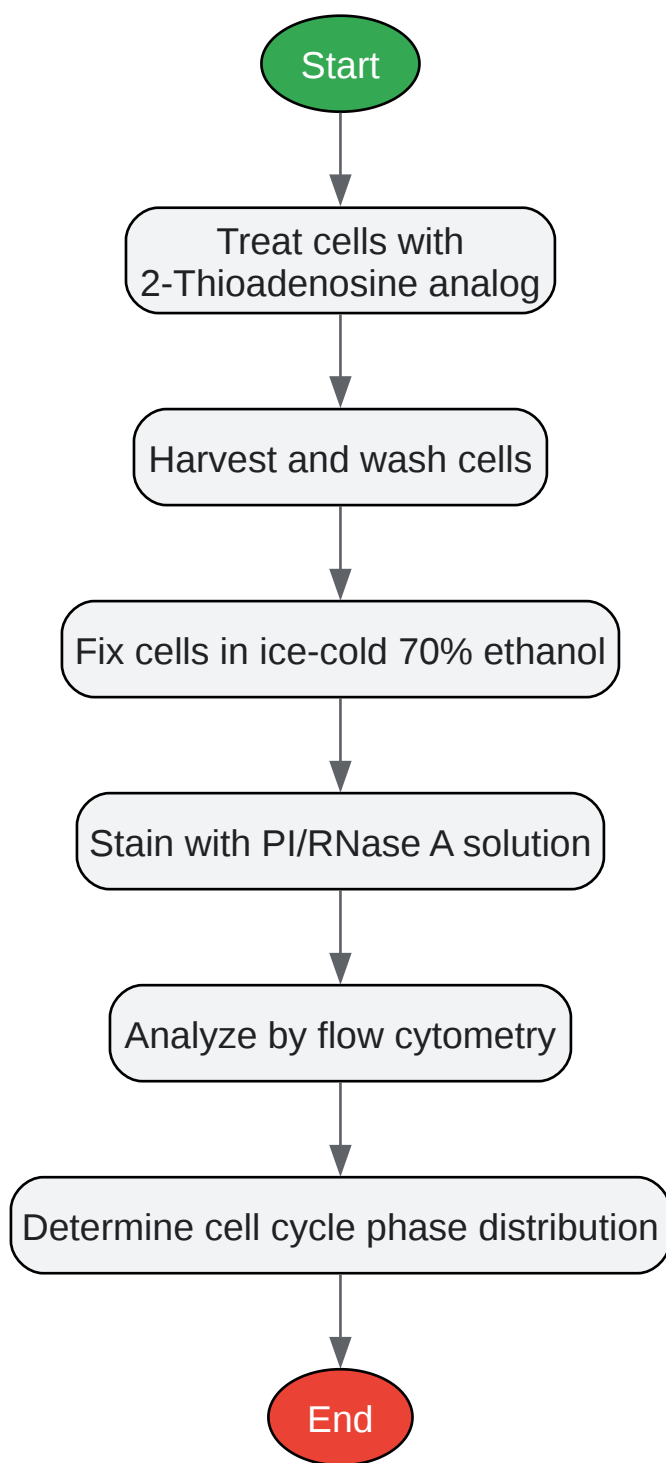 Start
Treat cells with
2-Thioadenosine analog
Harvest and wash cells
Fix cells in ice-cold 70% ethanol
Stain with PI/RNase A solution
Analyze by flow cytometry
Determine cell cycle phase distribution
End